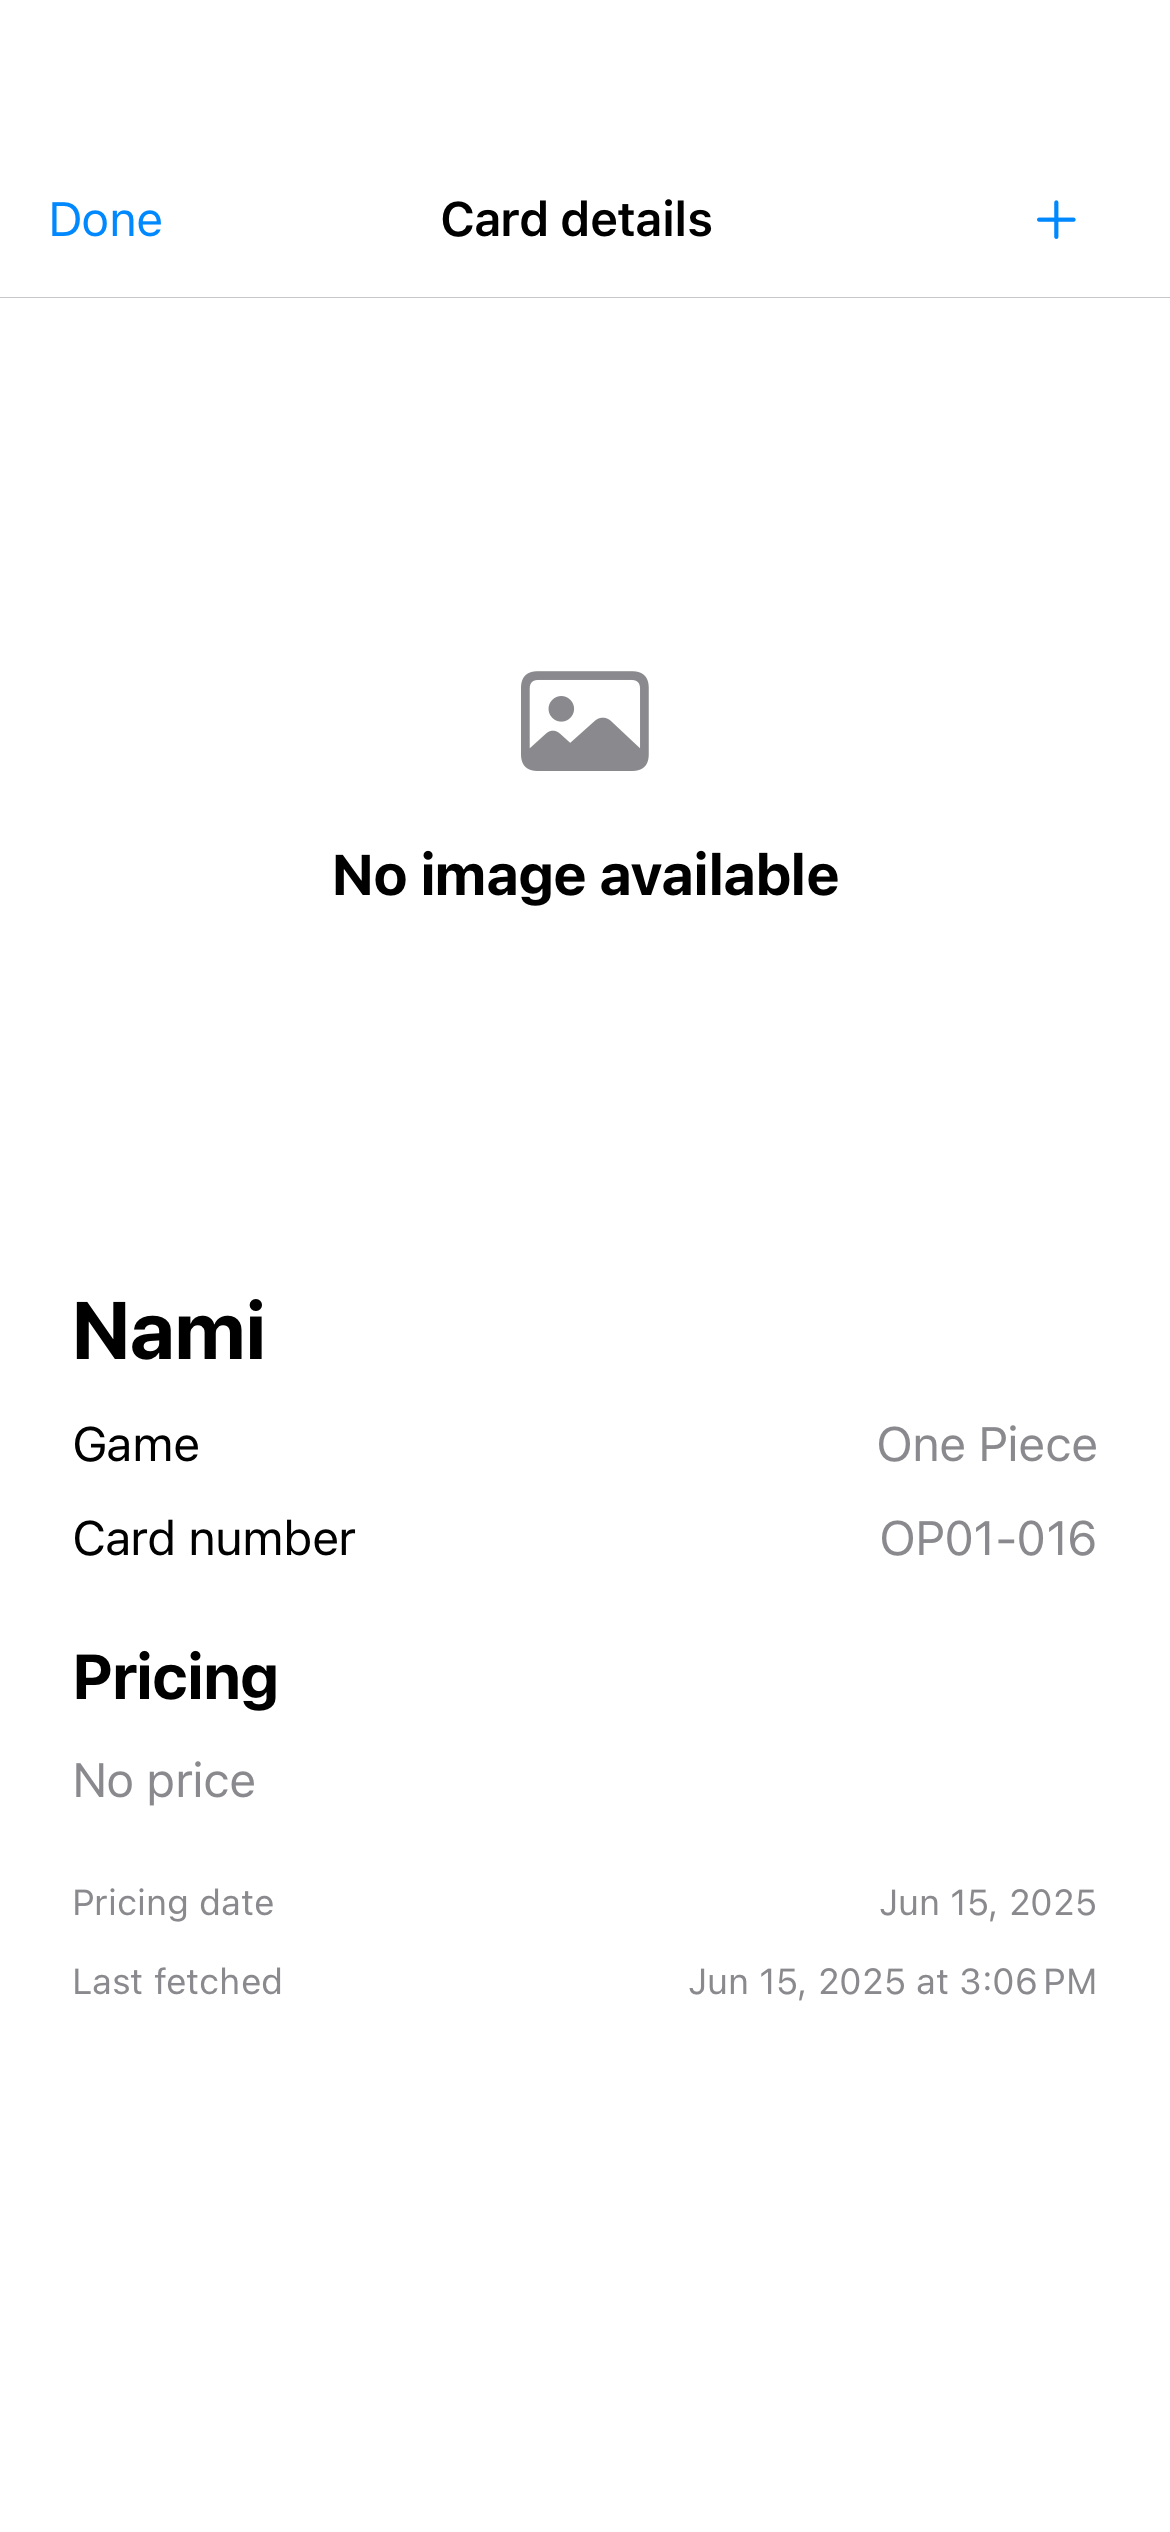 Done
Card details
No image available
Nami
Game One Piece
Card number OP01-016
Pricing
No price
Pricing date Jun 15, 2025
Last fetched Jun 15, 2025 at 3:06 PM